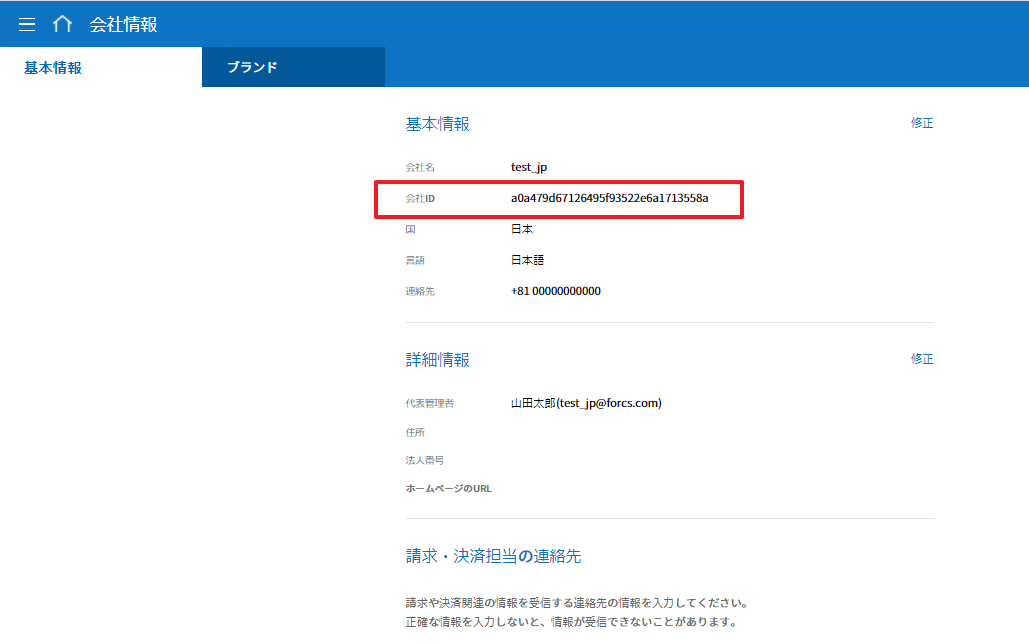 会社情報
基本情報
ブランド
基本情報 修正
会社名 test_jp
会社ID a0a479d67126495f93522e6a1713558a
国 日本
言語 日本語
連絡先 +81 00000000000
詳細情報 修正
代表管理者 山田太郎(test_jp@forcs.com)
住所
法人番号
ホームページのURL
請求・決済担当の連絡先
請求や決済関連の情報を受信する連絡先の情報を入力してください。
正確な情報を入力しないと、情報が受信できないことがあります。